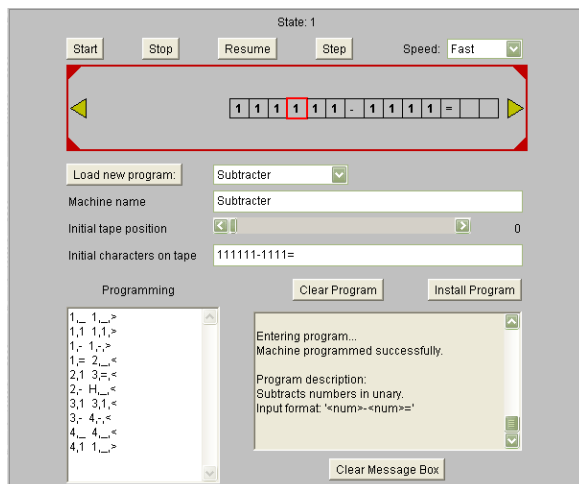 State: 1
Start Stop Resume Step Speed: Fast
1 1 1 1 1 1 - 1 1 1 1 =
Load new program: Subtracter
Machine name Subtracter
Initial tape position 0
Initial characters on tape 111111-1111=
Programming Clear Program Install Program
1,_ 1,_,>
1,1 1,1,>
1,- 1,-,>
1,= 2,_,<
2,1 3,=,<
2,- H,_,<
3,1 3,1,<
3,- 4,-,<
4,_ 4,_,<
4,1 1,_,>
Entering program...
Machine programmed successfully.
Program description:
Subtracts numbers in unary.
Input format: '<num>-<num>='
Clear Message Box